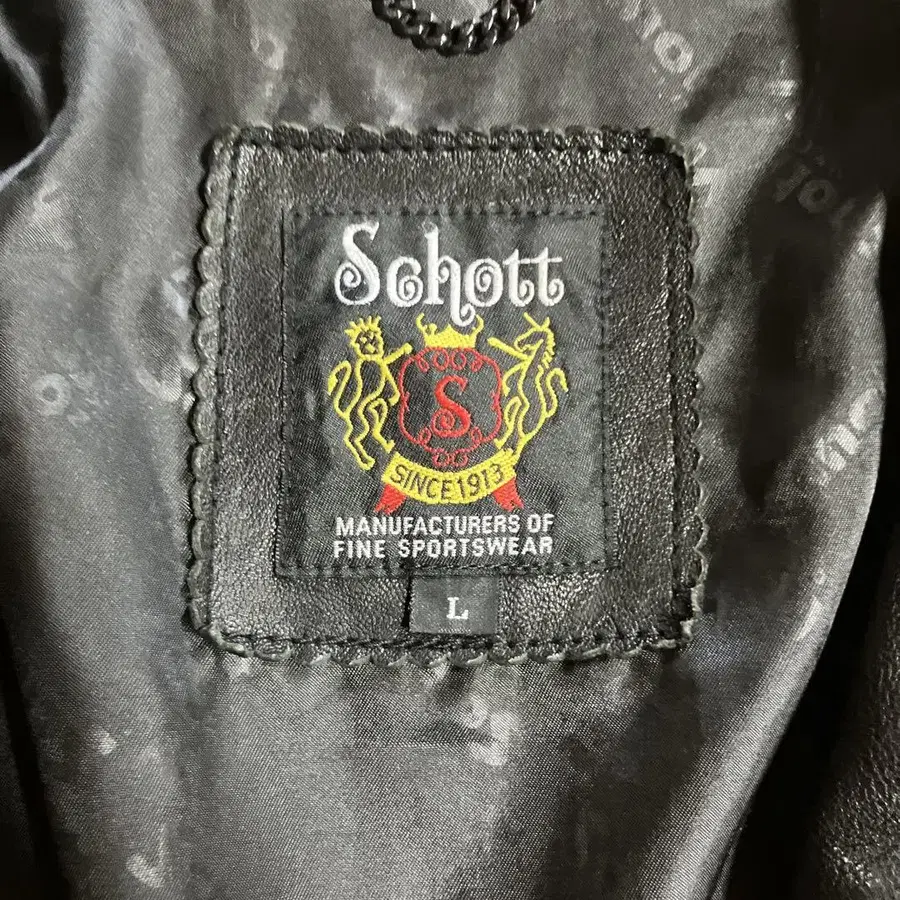 Schott
S
SINCE 1913
MANUFACTURERS OF
FINE SPORTSWEAR
L